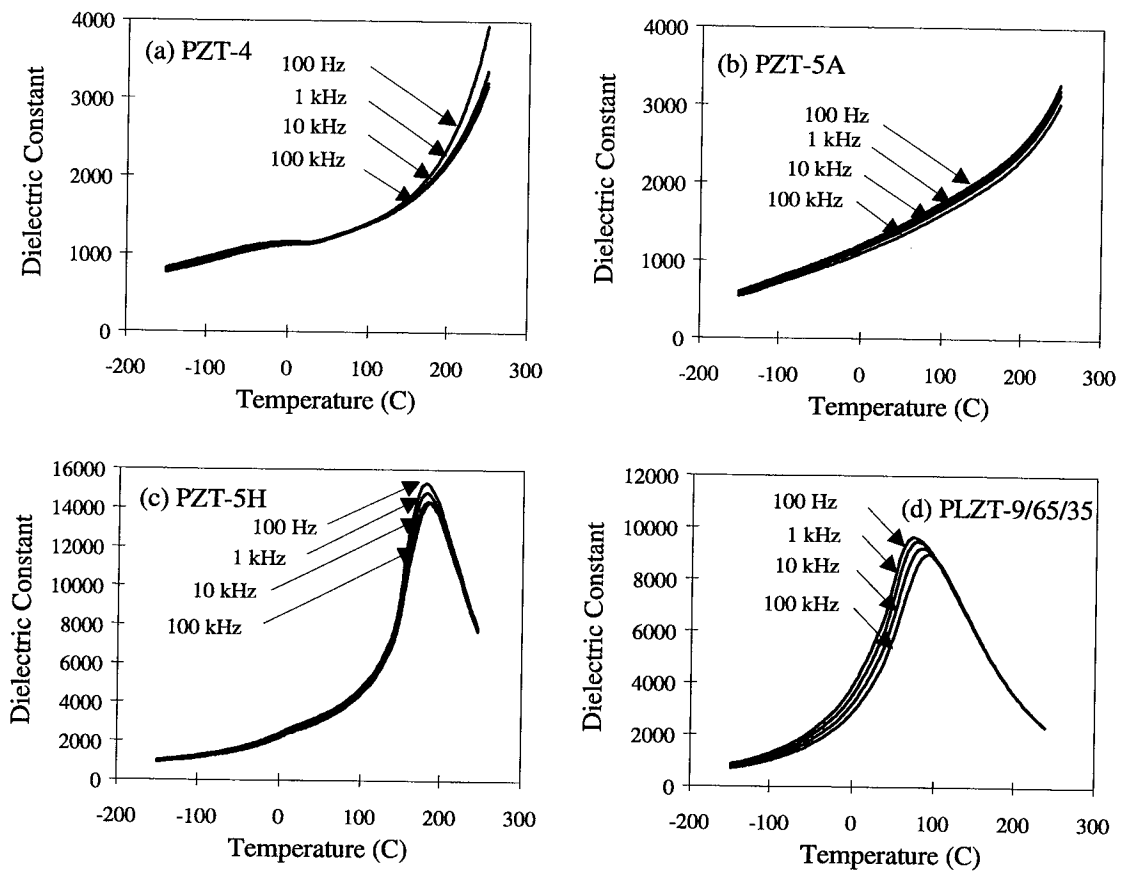 (a) PZT-4
Dielectric Constant
4000
3000
2000
1000
0
100 Hz
1 kHz
10 kHz
100 kHz
-200 -100 0 100 200 300
Temperature (C)
(b) PZT-5A
Dielectric Constant
4000
3000
2000
1000
0
100 Hz
1 kHz
10 kHz
100 kHz
-200 -100 0 100 200 300
Temperature (C)
(c) PZT-5H
Dielectric Constant
16000
14000
12000
10000
8000
6000
4000
2000
0
100 Hz
1 kHz
10 kHz
100 kHz
-200 -100 0 100 200 300
Temperature (C)
(d) PLZT-9/65/35
Dielectric Constant
12000
10000
8000
6000
4000
2000
0
100 Hz
1 kHz
10 kHz
100 kHz
-200 -100 0 100 200 300
Temperature (C)